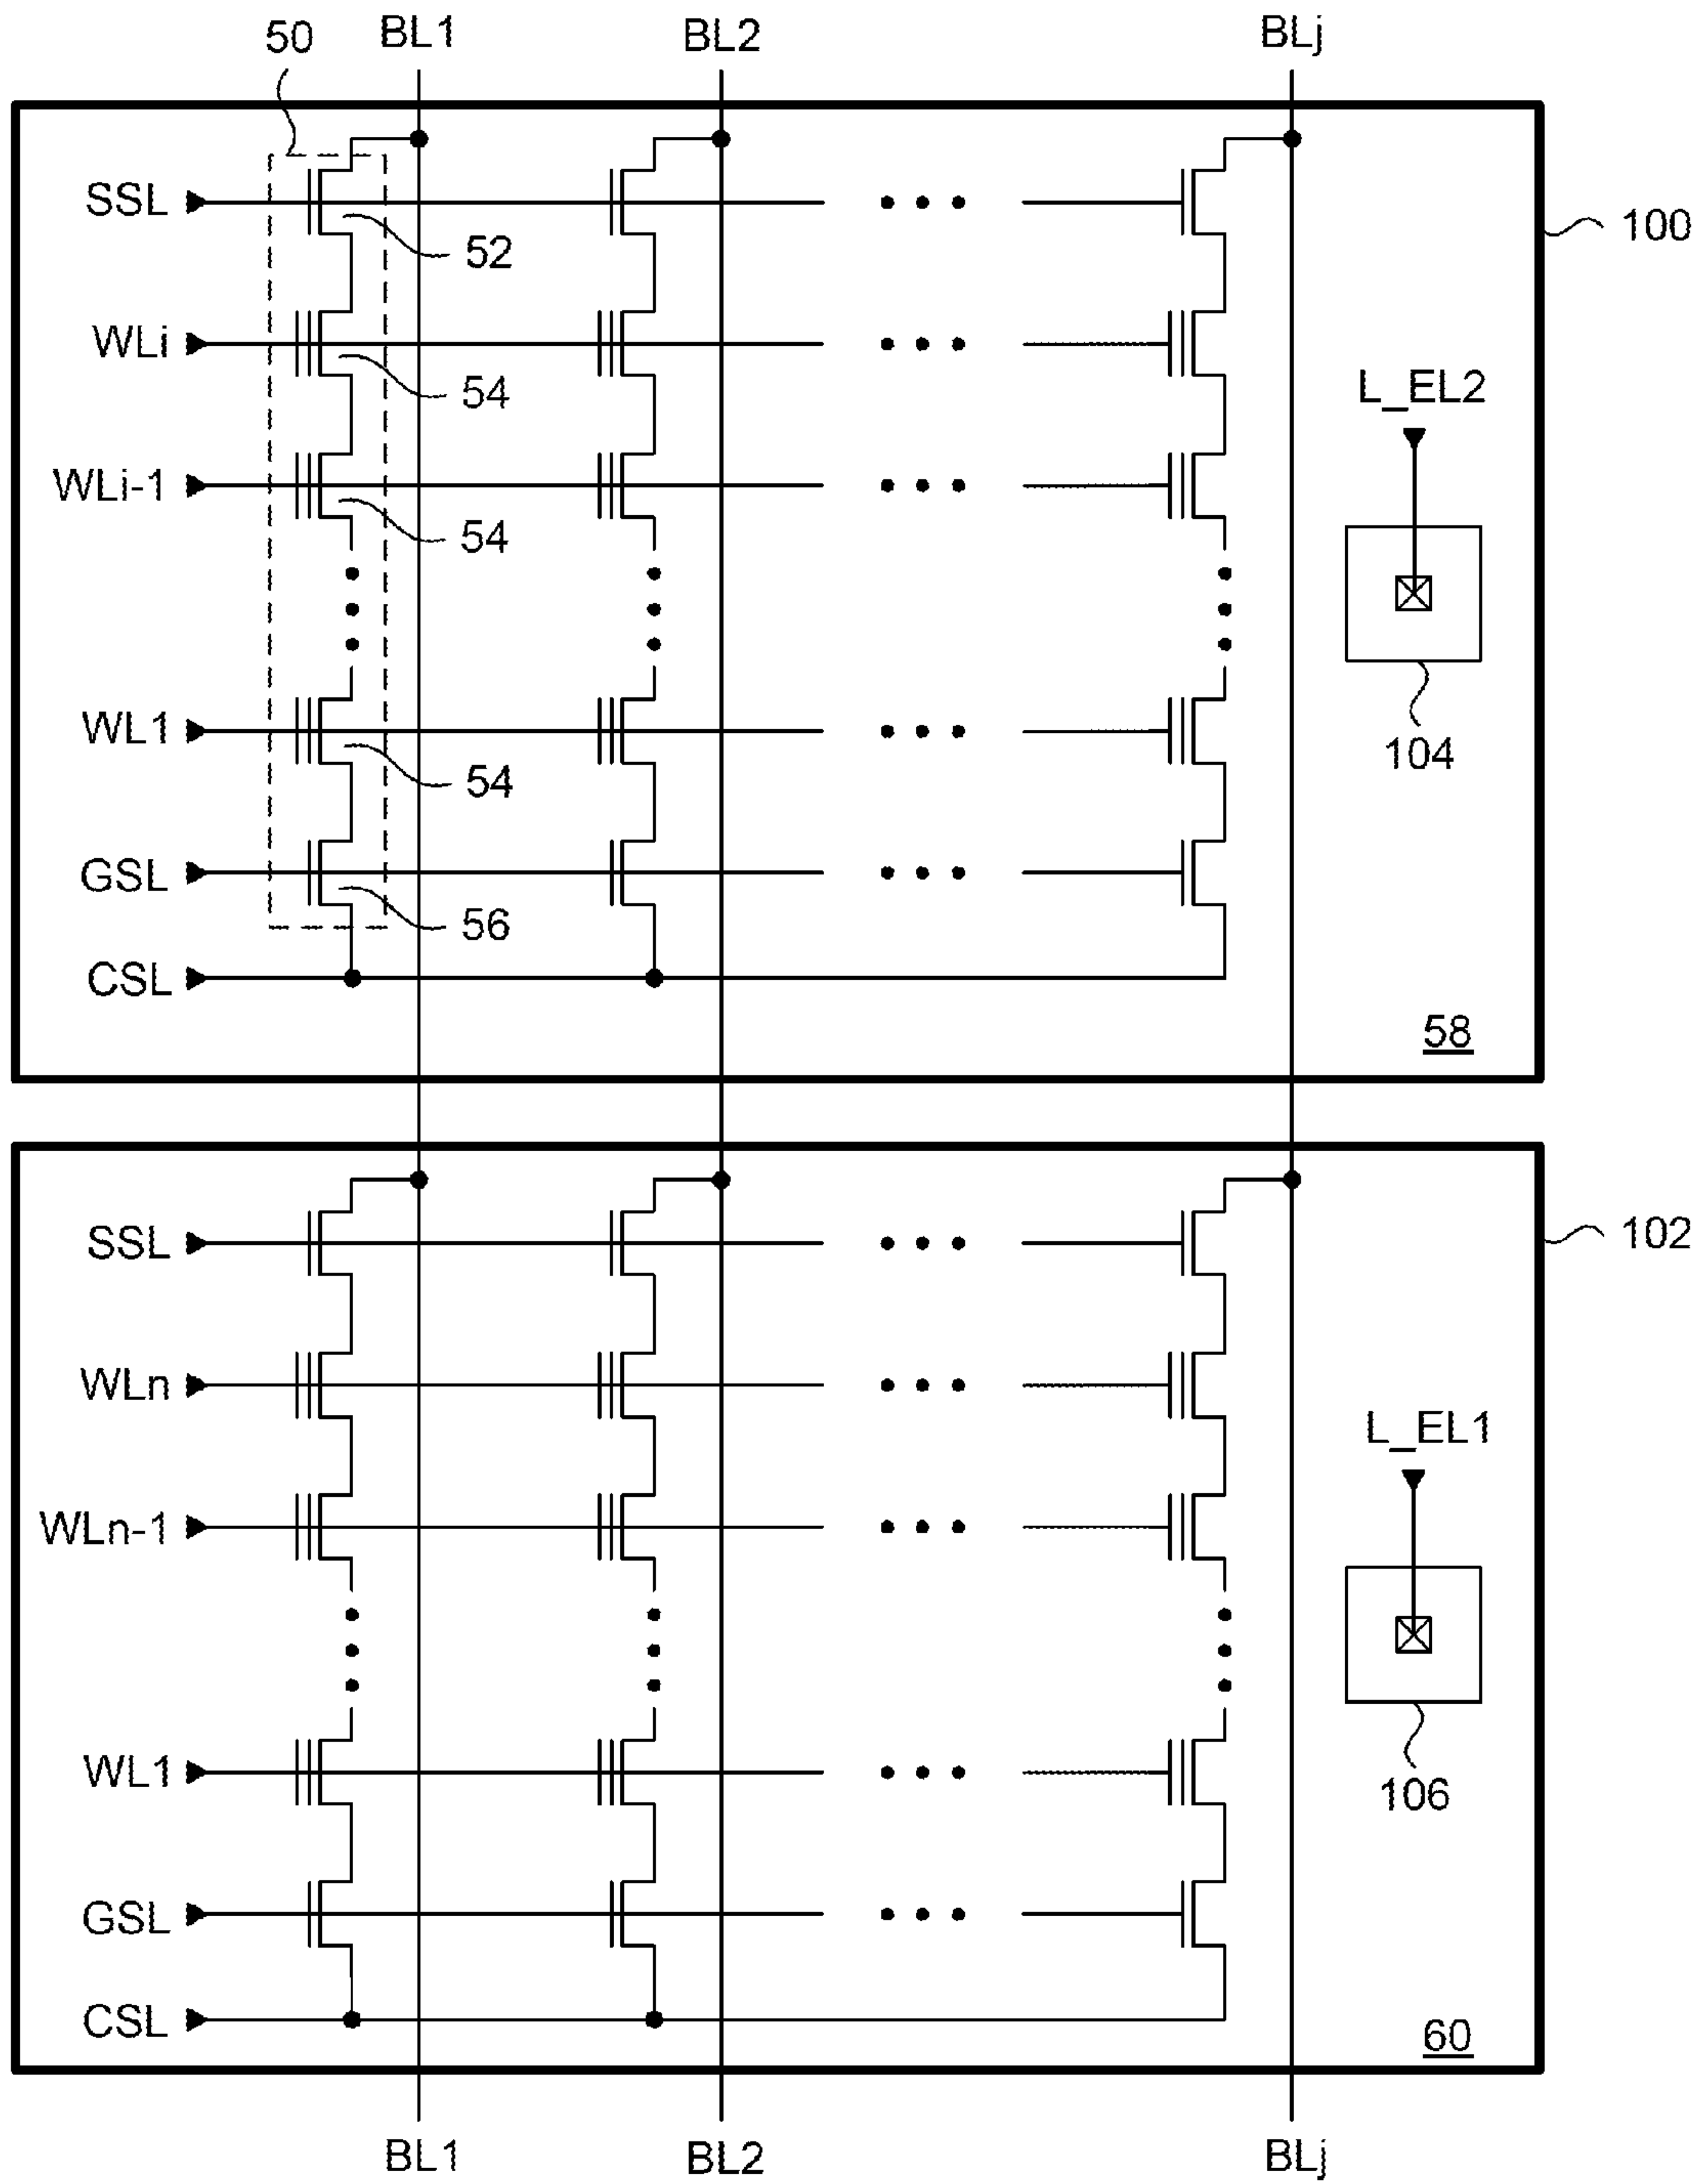 50 BL1 BL2 BLj
SSL
100
52
WLi
54
L_EL2
WLi-1
54
WL1
104
54
GSL
56
CSL
58
SSL
102
WLn
L_EL1
WLn-1
WL1
106
GSL
CSL
60
BL1 BL2 BLj